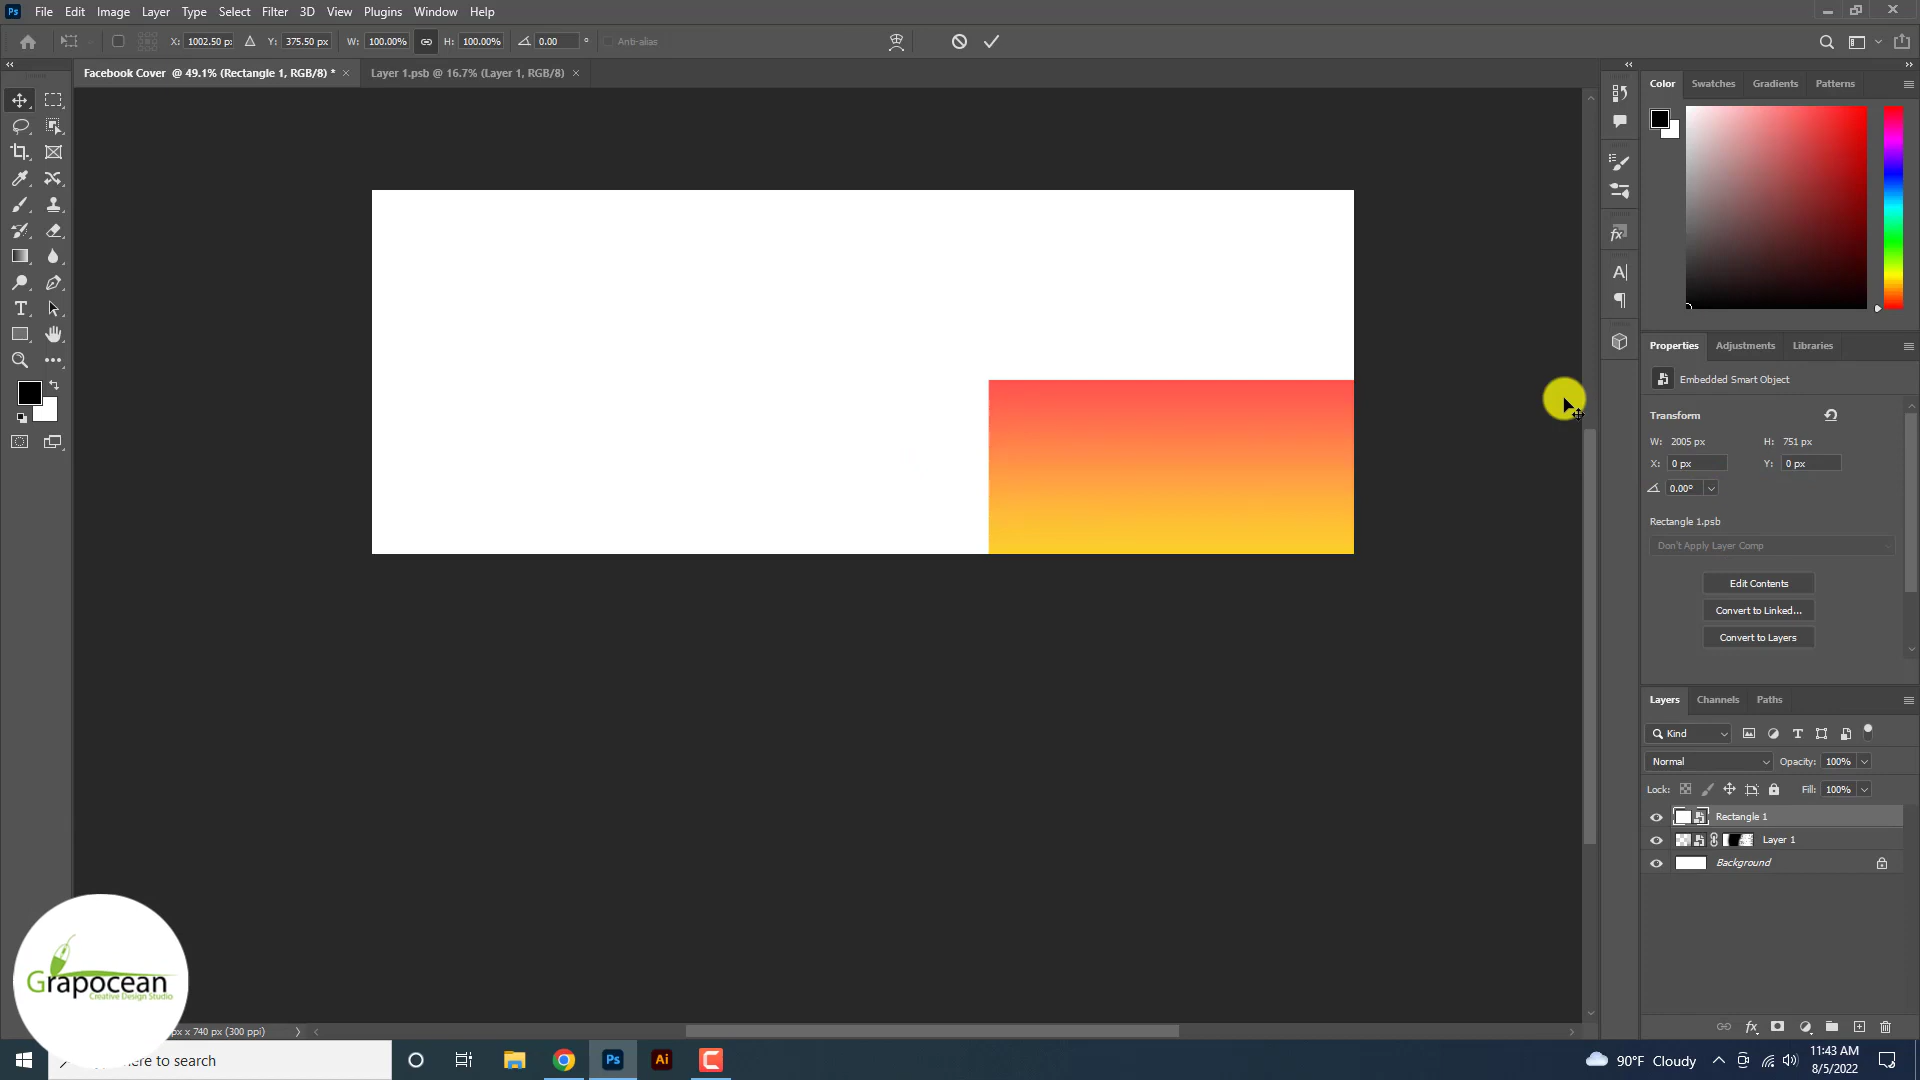 Ps File Edit Image Layer Type Select Filter 3D View Plugins Window Help
X: 1002.50 p: Y: 375.50 px W: 100.00% H: 100.00% 0.00 ° Anti-alias
Facebook Cover @ 49.1% (Rectangle 1, RGB/8) * × Layer 1.psb @ 16.7% (Layer 1, RGB/8) ×
Color Swatches Gradients Patterns
Properties Adjustments Libraries
Embedded Smart Object
Transform
W: 2005 px H: 751 px
X: 0 px Y: 0 px
0.00°
Rectangle 1.psb
Don't Apply Layer Comp
Edit Contents
Convert to Linked...
Convert to Layers
Layers Channels Paths
Kind
Normal Opacity: 100%
Lock: Fill: 100%
Rectangle 1
Layer 1
Background
Grapocean
Creative Design Studio
px x 740 px (300 ppi)
here to search
Ps Ai
90°F Cloudy
11:43 AM
8/5/2022